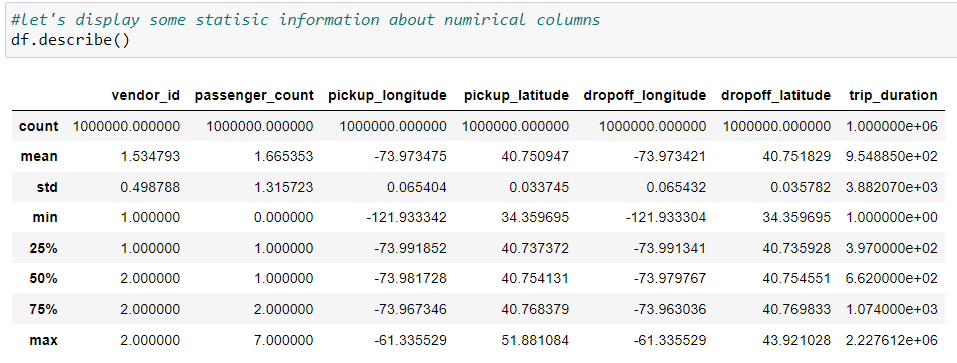 #let's display some statisic information about numirical columns
df.describe()
vendor_id passenger_count pickup_longitude pickup_latitude dropoff_longitude dropoff_latitude trip_duration
count 1000000.000000 1000000.000000 1000000.000000 1000000.000000 1000000.000000 1000000.000000 1.000000e+06
mean 1.534793 1.665353 -73.973475 40.750947 -73.973421 40.751829 9.548850e+02
std 0.498788 1.315723 0.065404 0.033745 0.065432 0.035782 3.882070e+03
min 1.000000 0.000000 -121.933342 34.359695 -121.933304 34.359695 1.000000e+00
25% 1.000000 1.000000 -73.991852 40.737372 -73.991341 40.735928 3.970000e+02
50% 2.000000 1.000000 -73.981728 40.754131 -73.979767 40.754551 6.620000e+02
75% 2.000000 2.000000 -73.967346 40.768379 -73.963036 40.769833 1.074000e+03
max 2.000000 7.000000 -61.335529 51.881084 -61.335529 43.921028 2.227612e+06